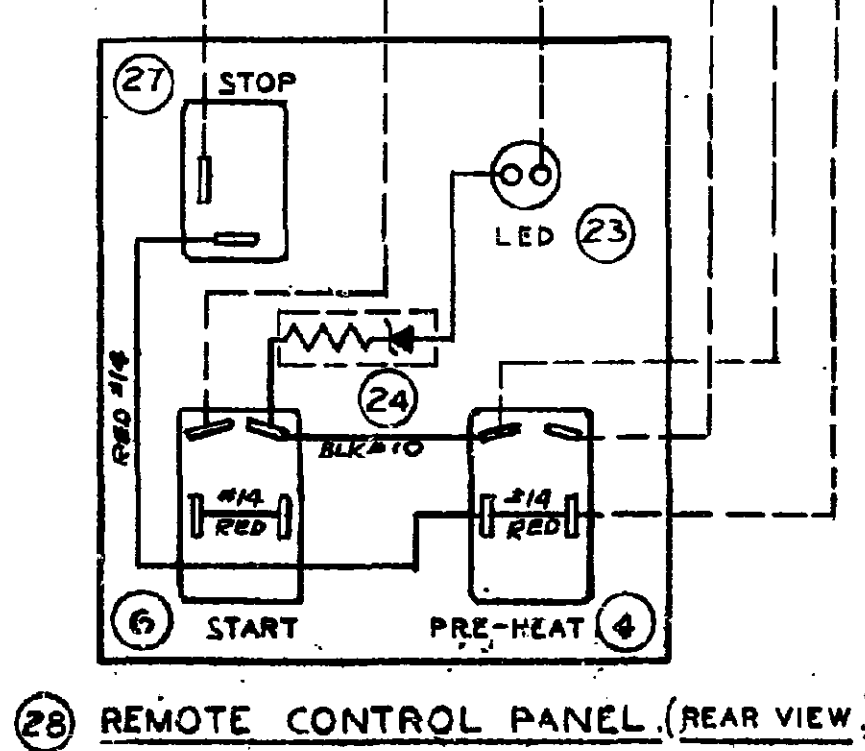 27 STOP
LED 23
RED #14
24
BLK #10
#14
RED
#14
RED
6 START PRE-HEAT 4
28 REMOTE CONTROL PANEL. (REAR VIEW